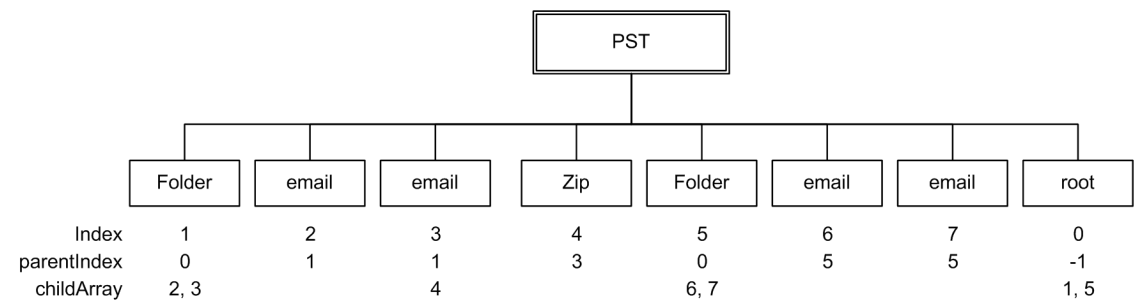 PST
Folder email email Zip Folder email email root
Index 1 2 3 4 5 6 7 0
parentIndex 0 1 1 3 0 5 5 -1
childArray 2, 3 4 6, 7 1, 5